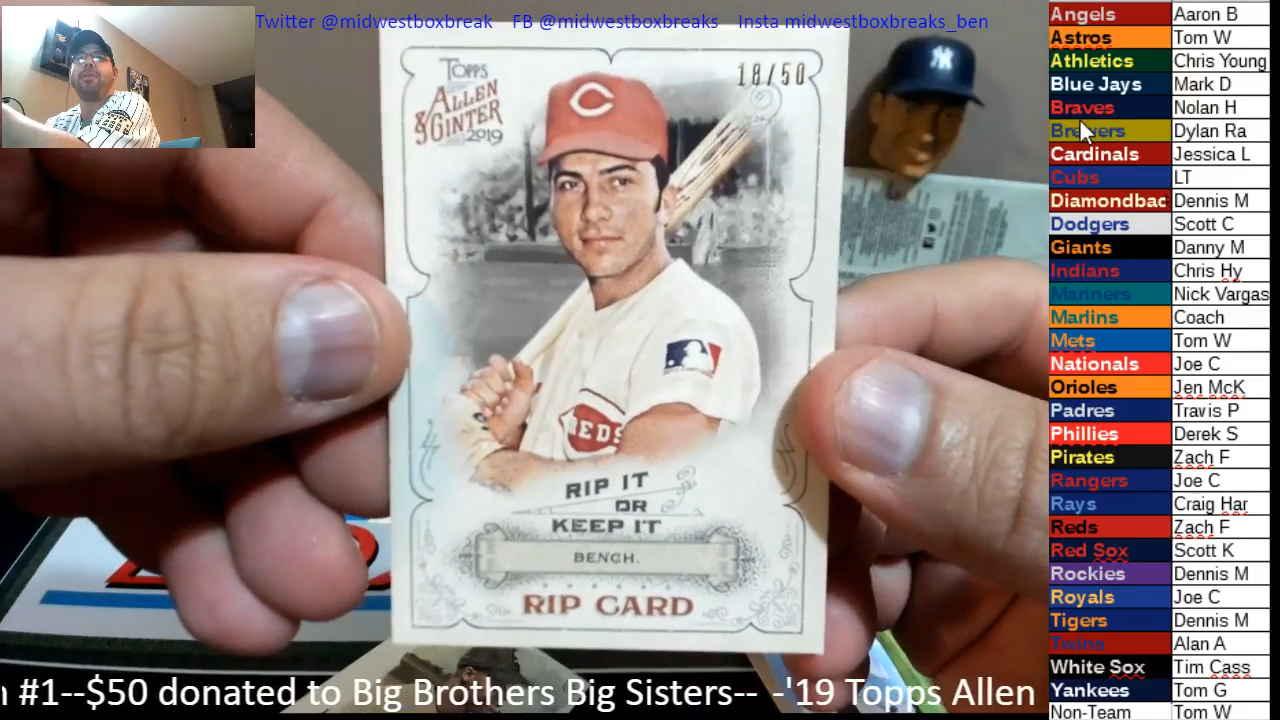 Twitter @midwestboxbreak FB @midwestboxbreaks Insta midwestboxbreaks_ben
TOPPS
ALLEN
& GINTER
2019
18/50
REDS
RIP IT
OR
KEEP IT
BENCH.
RIP CARD
Angels Aaron B
Astros Tom W
Athletics Chris Young
Blue Jays Mark D
Braves Nolan H
Brewers Dylan Ra
Cardinals Jessica L
Cubs LT
Diamondbac Dennis M
Dodgers Scott C
Giants Danny M
Indians Chris Hy
Mariners Nick Vargas
Marlins Coach
Mets Tom W
Nationals Joe C
Orioles Jen McK
Padres Travis P
Phillies Derek S
Pirates Zach F
Rangers Joe C
Rays Craig Har
Reds Zach F
Red Sox Scott K
Rockies Dennis M
Royals Joe C
Tigers Dennis M
Twins Alan A
White Sox Tim Cass
Yankees Tom G
Non-Team Tom W
#1--$50 donated to Big Brothers Big Sisters-- -'19 Topps Allen